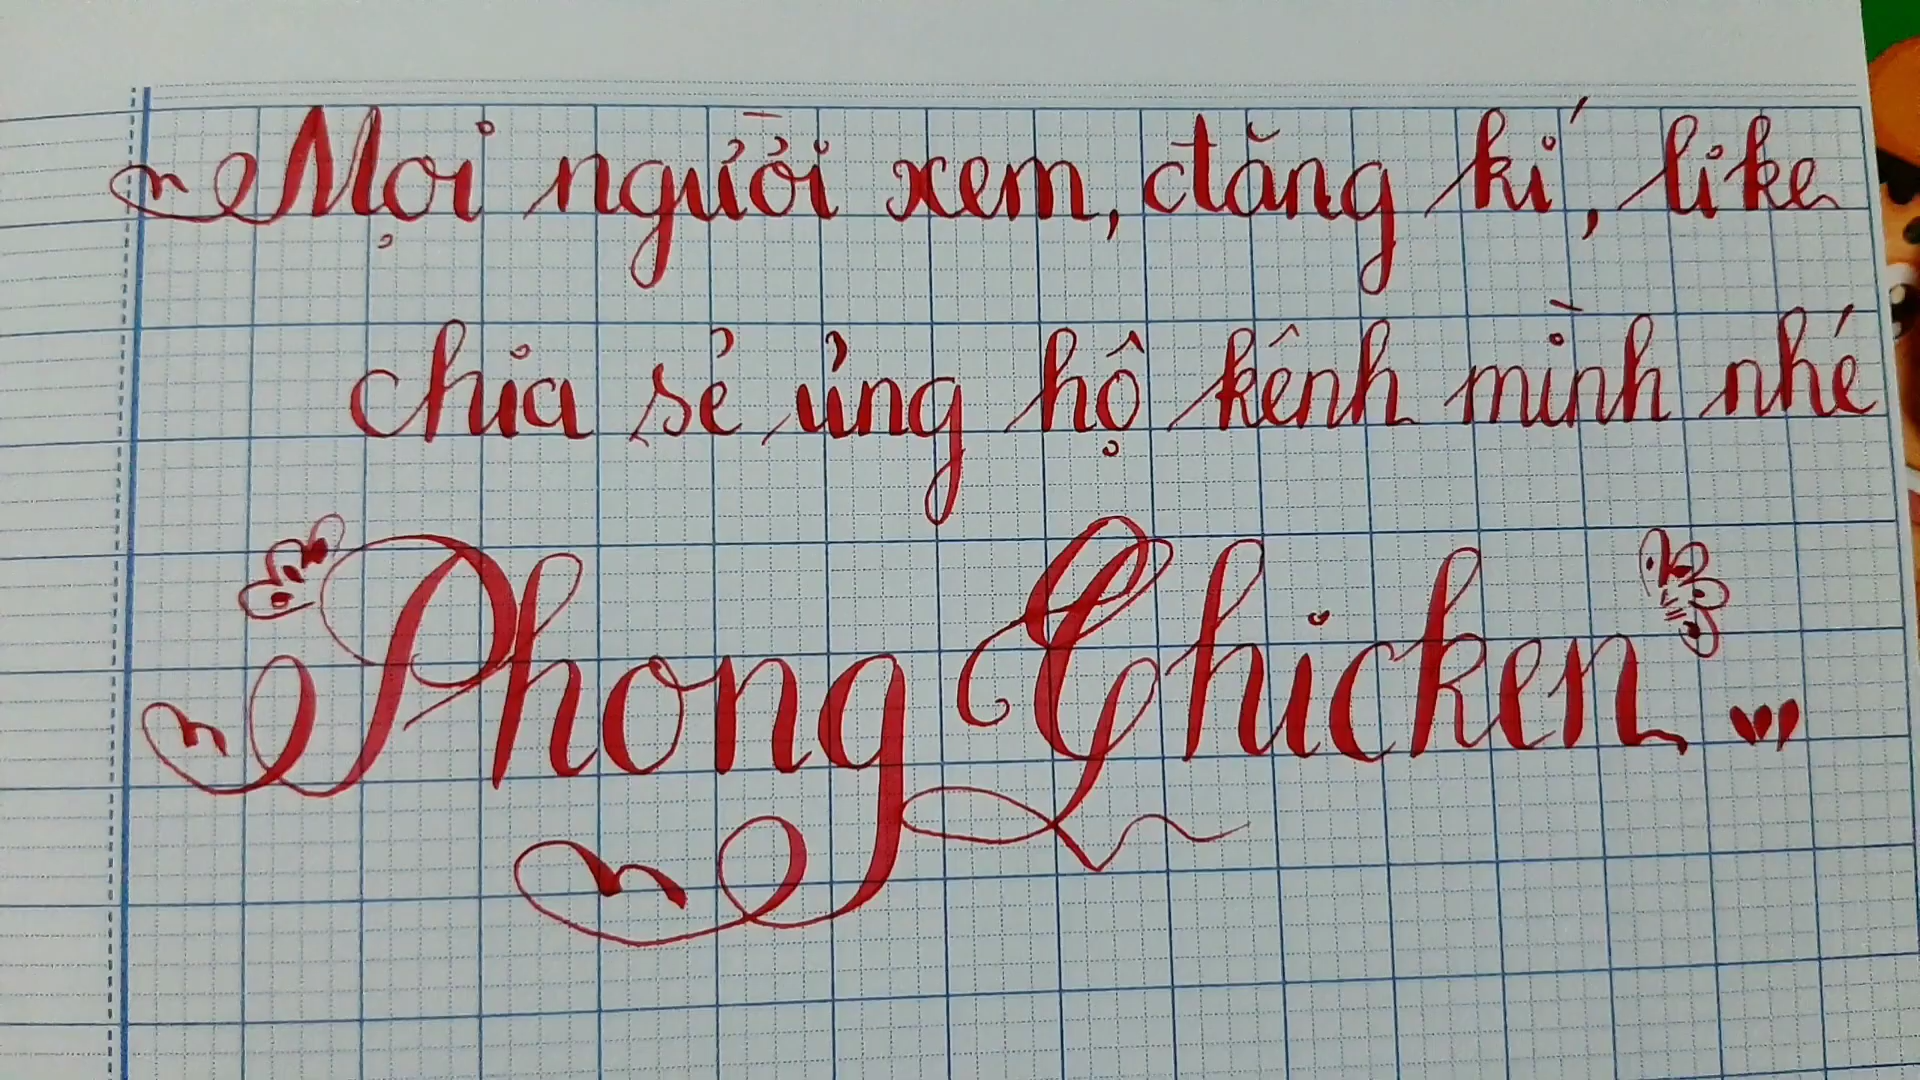 Mọi người xem, đăng kí, like
chia sẻ ủng hộ kênh mình nhé
Phong Chicken